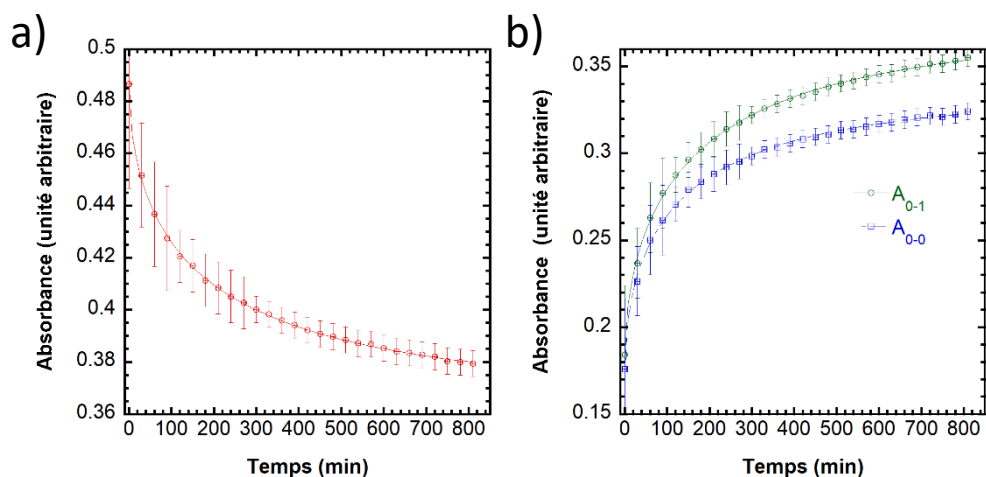 a)
Absorbance (unité arbitraire)
0.5
0.48
0.46
0.44
0.42
0.4
0.38
0.36
0 100 200 300 400 500 600 700 800
Temps (min)
b)
Absorbance (unité arbitraire)
0.35
0.3
0.25
0.2
0.15
A0-1
A0-0
0 100 200 300 400 500 600 700 800
Temps (min)